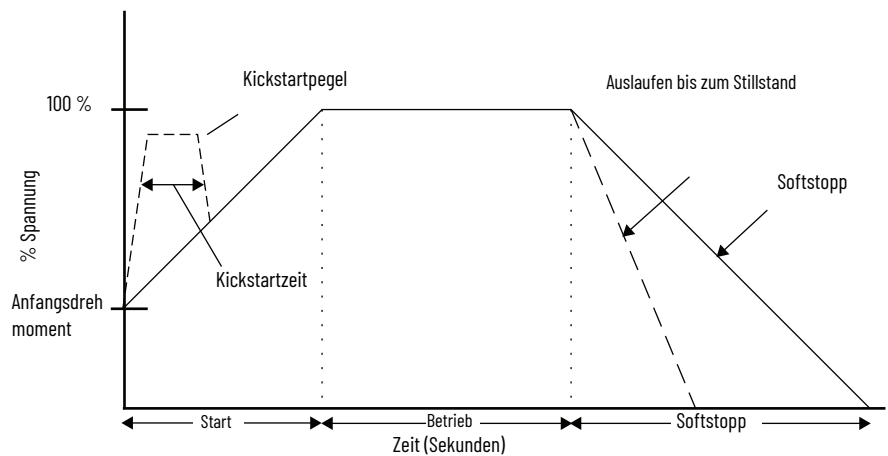 Kickstartpegel
Auslaufen bis zum Stillstand
100 %
% Spannung
Softstopp
Kickstartzeit
Anfangsdreh
moment
Start
Betrieb
Softstopp
Zeit (Sekunden)